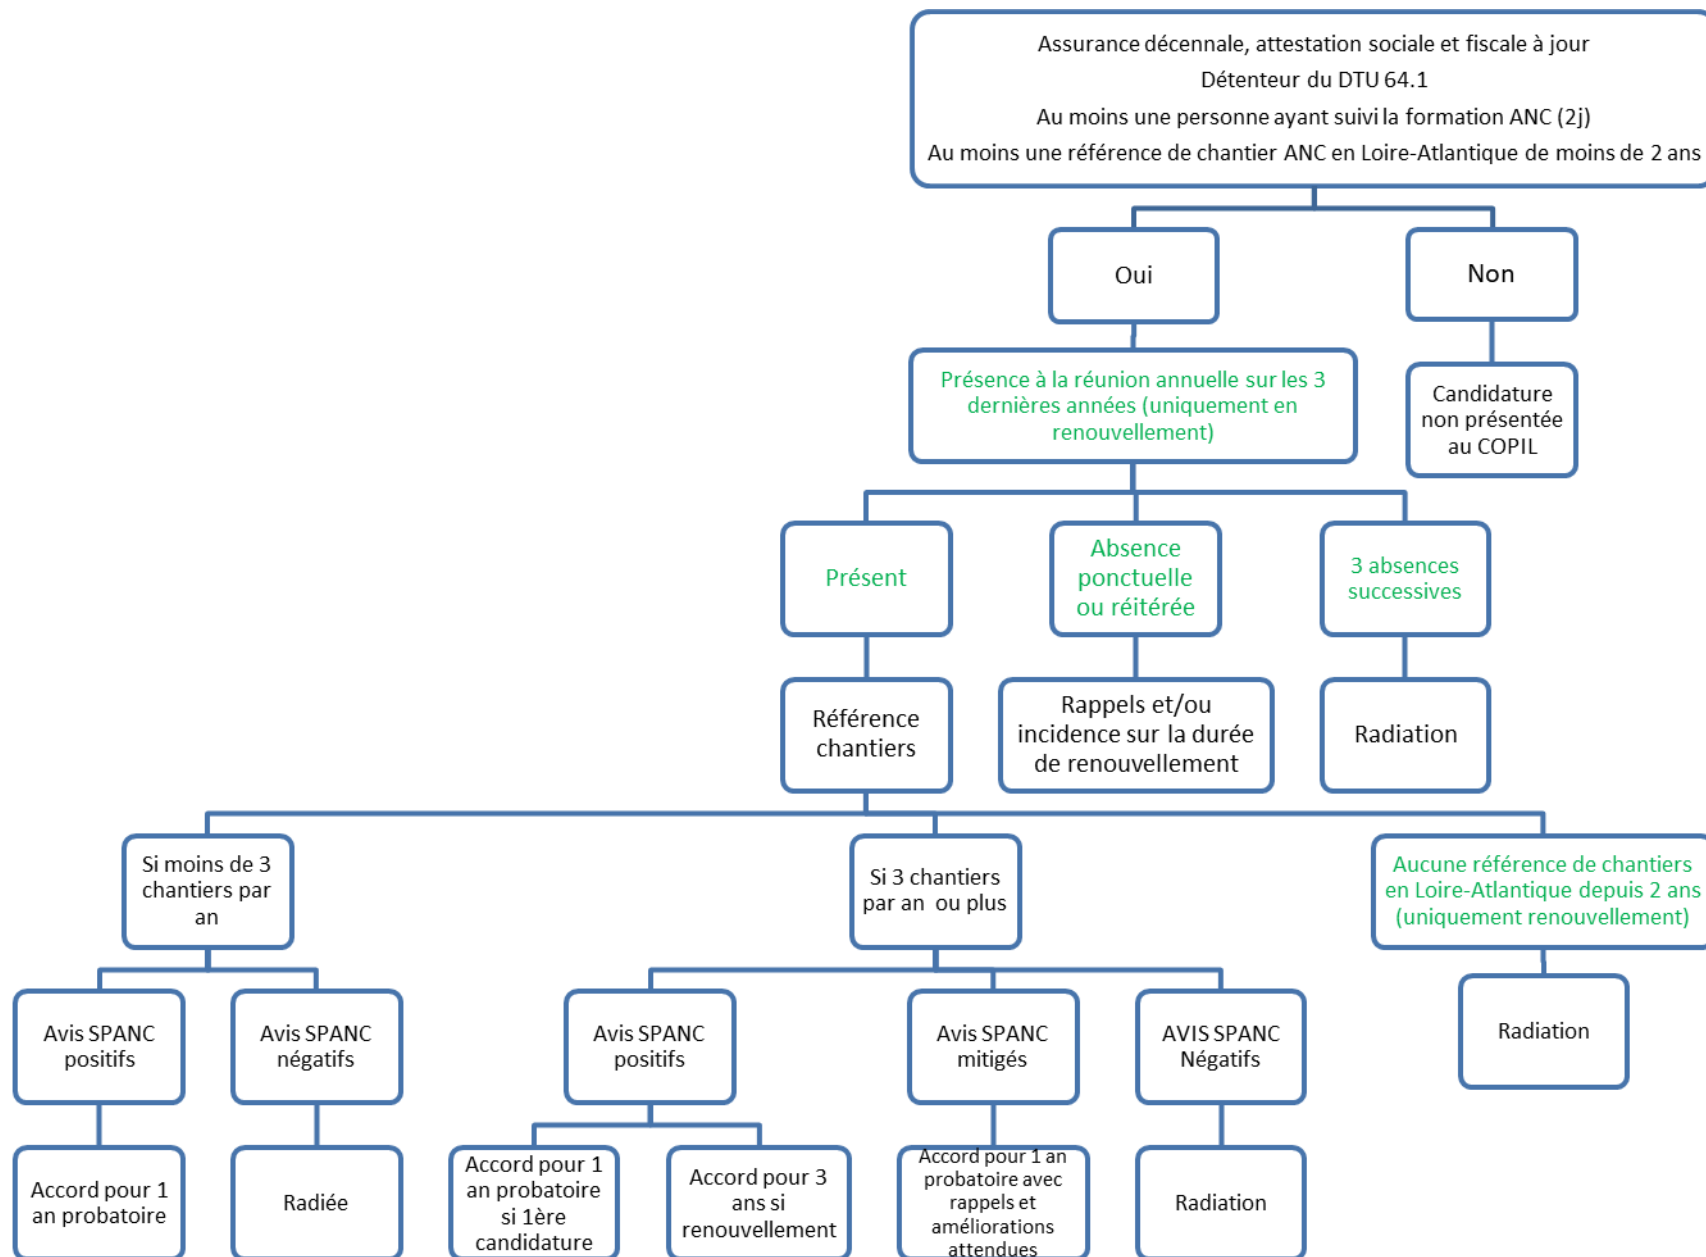 Assurance décennale, attestation sociale et fiscale à jour
Détenteur du DTU 64.1
Au moins une personne ayant suivi la formation ANC (2j)
Au moins une référence de chantier ANC en Loire-Atlantique de moins de 2 ans
Oui
Non
Présence à la réunion annuelle sur les 3
dernières années (uniquement en
renouvellement)
Candidature
non présentée
au COPIL
Présent
Absence
ponctuelle
ou réitérée
3 absences
successives
Référence
chantiers
Rappels et/ou
incidence sur la durée
de renouvellement
Radiation
Si moins de 3
chantiers par
an
Si 3 chantiers
par an ou plus
Aucune référence de chantiers
en Loire-Atlantique depuis 2 ans
(uniquement renouvellement)
Avis SPANC
positifs
Avis SPANC
négatifs
Avis SPANC
positifs
Avis SPANC
mitigés
AVIS SPANC
Négatifs
Radiation
Accord pour 1
an probatoire
Radiée
Accord pour 1
an probatoire
si 1ère
candidature
Accord pour 3
ans si
renouvellement
Accord pour 1 an
probatoire avec
rappels et
améliorations
attendues
Radiation